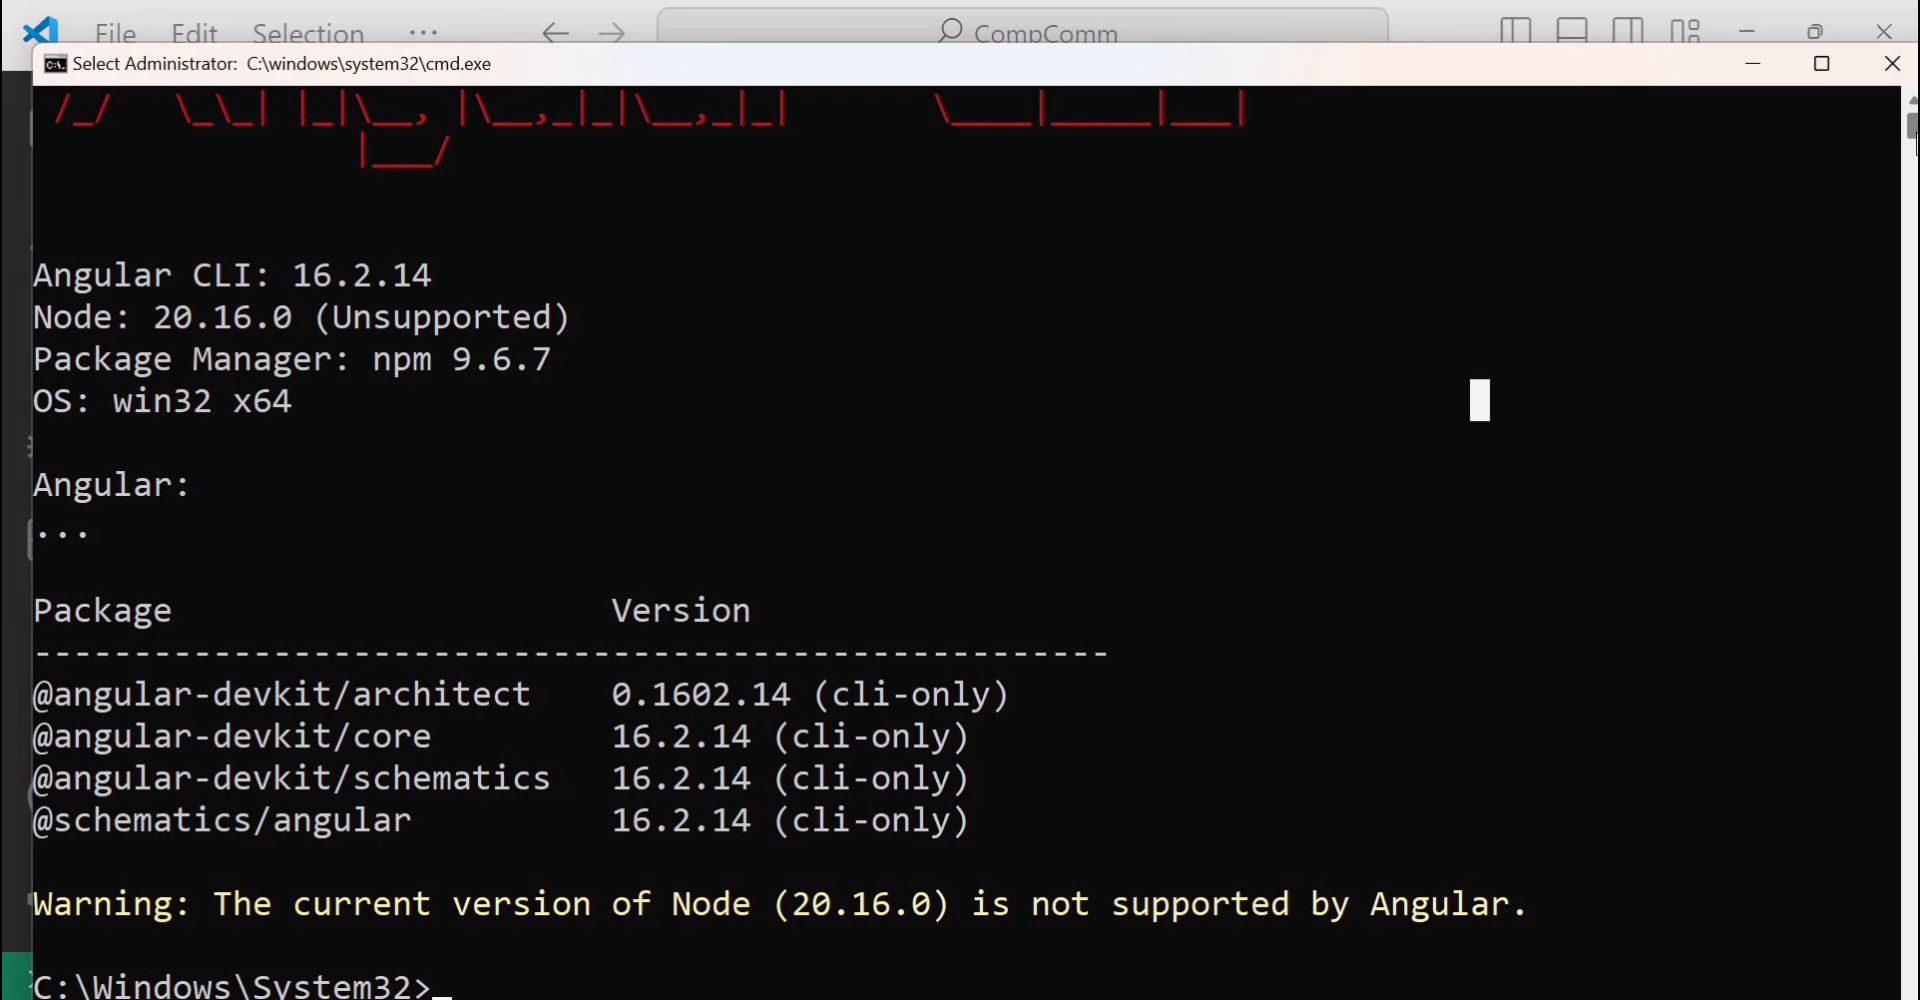 File Edit Selection ... CompComm
Select Administrator: C:\windows\system32\cmd.exe
Angular CLI: 16.2.14
Node: 20.16.0 (Unsupported)
Package Manager: npm 9.6.7
OS: win32 x64
Angular:
...
Package Version
------------------------------------------------------
@angular-devkit/architect 0.1602.14 (cli-only)
@angular-devkit/core 16.2.14 (cli-only)
@angular-devkit/schematics 16.2.14 (cli-only)
@schematics/angular 16.2.14 (cli-only)
Warning: The current version of Node (20.16.0) is not supported by Angular.
C:\Windows\System32>